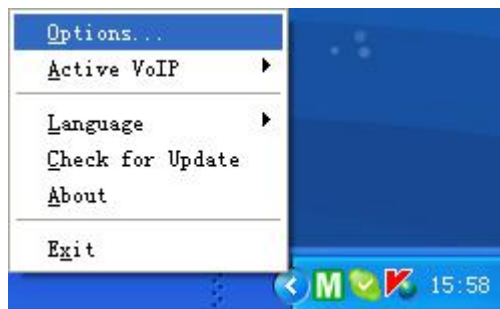 Options...
Active VoIP
Language
Check for Update
About
Exit
M
15:58